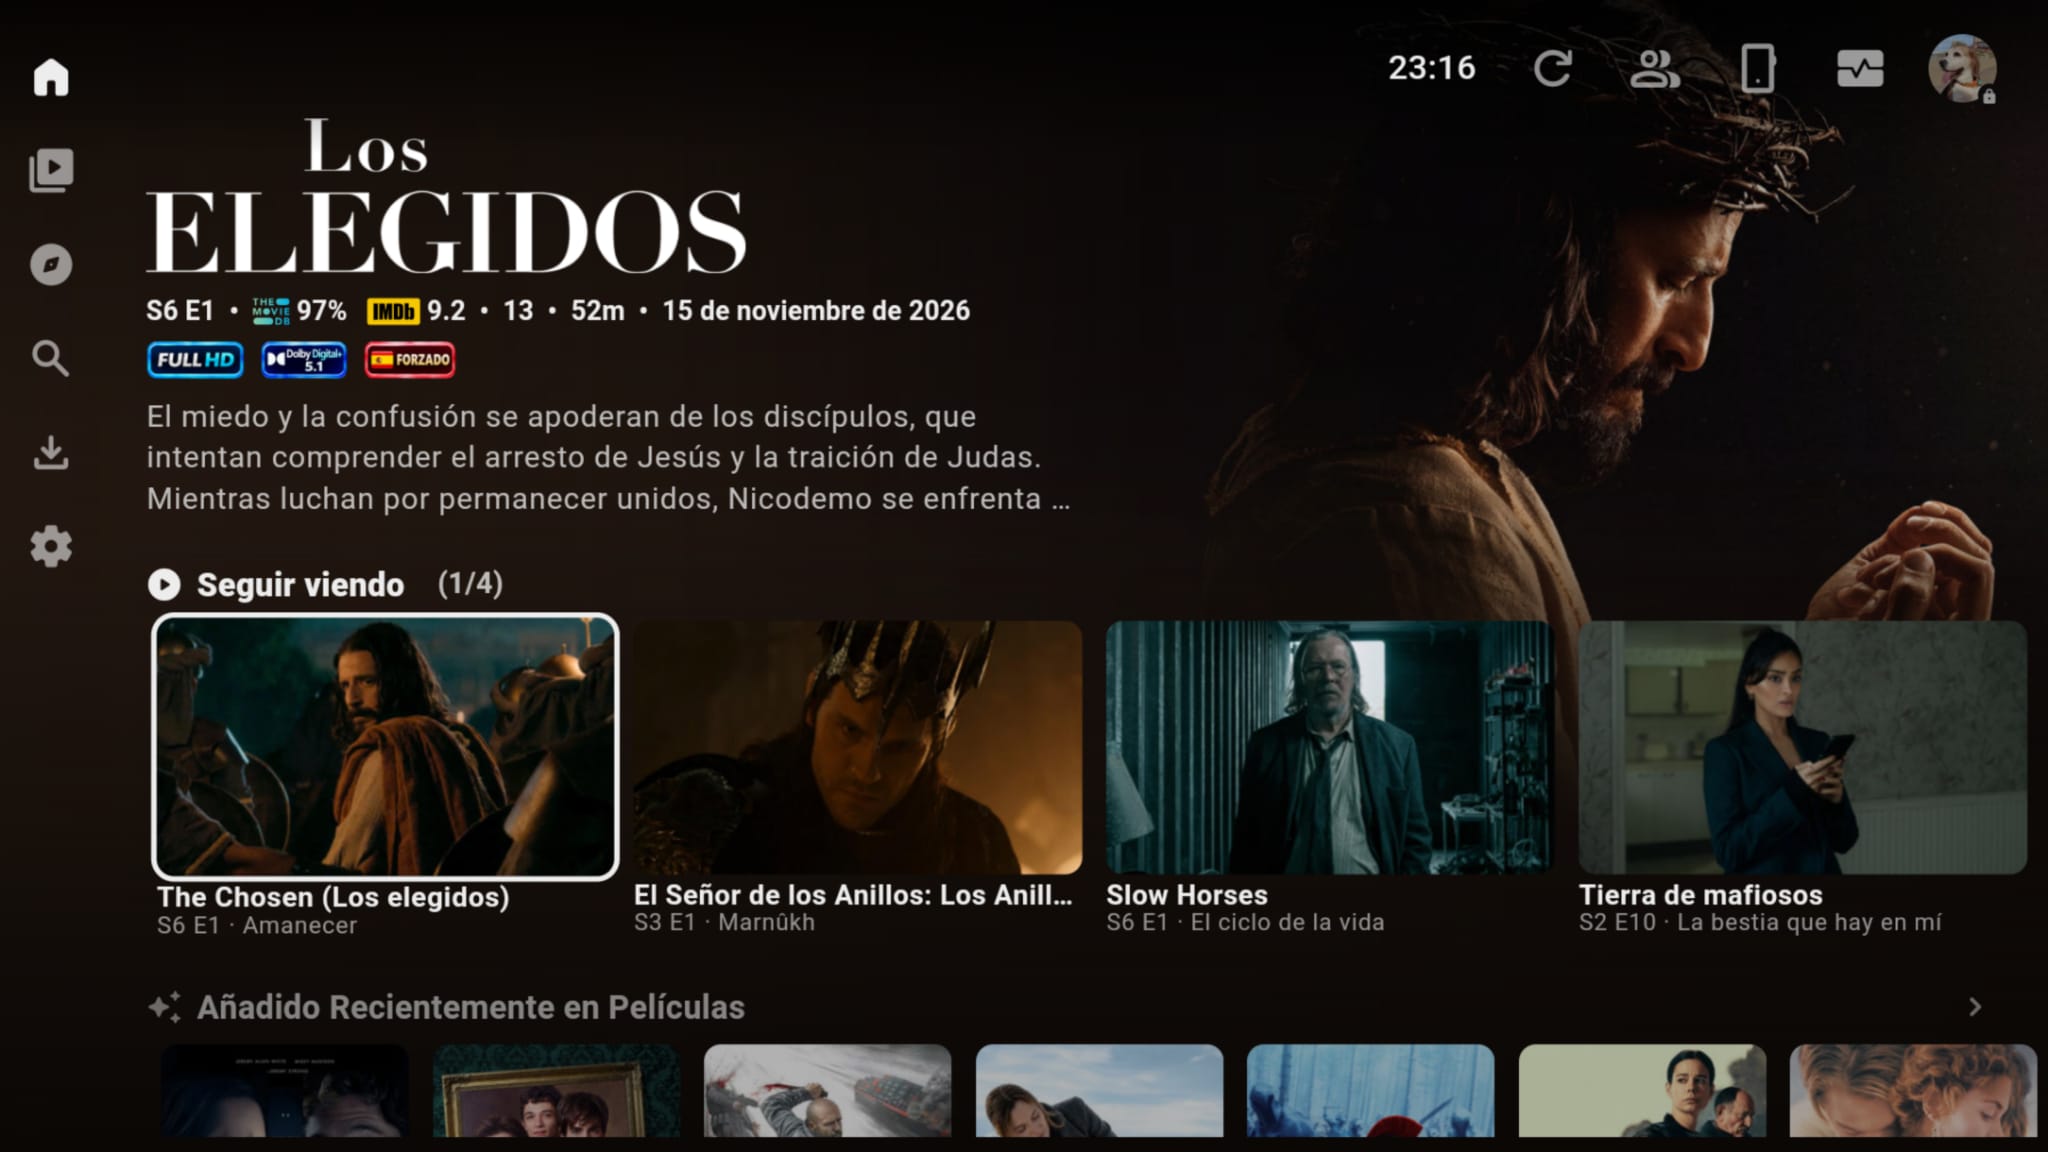 23:16
Los
ELEGIDOS
S6 E1 • THE MOVIE DB 97% IMDb 9.2 • 13 • 52m • 15 de noviembre de 2026
FULL HD Dolby Digital+ 5.1 FORZADO
El miedo y la confusión se apoderan de los discípulos, que
intentan comprender el arresto de Jesús y la traición de Judas.
Mientras luchan por permanecer unidos, Nicodemo se enfrenta ...
Seguir viendo (1/4)
The Chosen (Los elegidos)
S6 E1 · Amanecer
El Señor de los Anillos: Los Anill...
S3 E1 · Marnûkh
Slow Horses
S6 E1 · El ciclo de la vida
Tierra de mafiosos
S2 E10 · La bestia que hay en mí
Añadido Recientemente en Películas